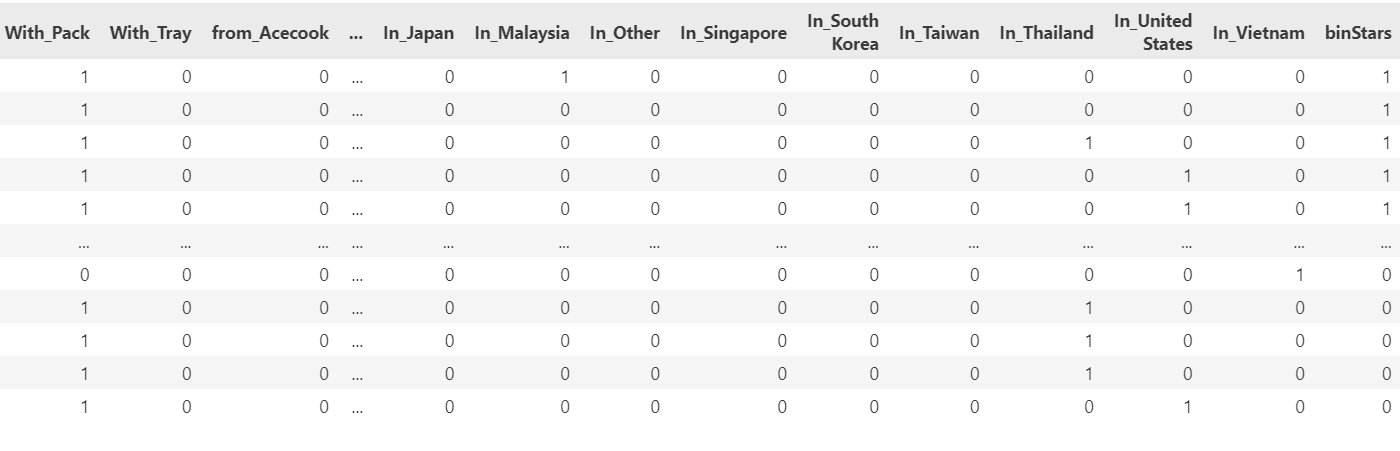 With_Pack With_Tray from_Acecook ... In_Japan In_Malaysia In_Other In_Singapore In_South Korea In_Taiwan In_Thailand In_United States In_Vietnam binStars
1 0 0 ... 0 1 0 0 0 0 0 0 0 1
1 0 0 ... 0 0 0 0 0 0 0 0 0 1
1 0 0 ... 0 0 0 0 0 0 1 0 0 1
1 0 0 ... 0 0 0 0 0 0 0 1 0 1
1 0 0 ... 0 0 0 0 0 0 0 1 0 1
... ... ... ... ... ... ... ... ... ... ... ... ... ...
0 0 0 ... 0 0 0 0 0 0 0 0 1 0
1 0 0 ... 0 0 0 0 0 0 1 0 0 0
1 0 0 ... 0 0 0 0 0 0 1 0 0 0
1 0 0 ... 0 0 0 0 0 0 1 0 0 0
1 0 0 ... 0 0 0 0 0 0 0 1 0 0